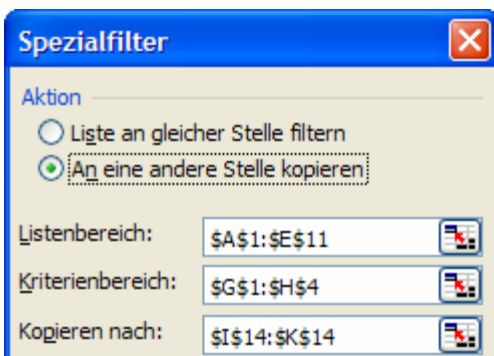 Spezialfilter
Aktion
Liste an gleicher Stelle filtern
An eine andere Stelle kopieren
Listenbereich: $A$1:$E$11
Kriterienbereich: $G$1:$H$4
Kopieren nach: $I$14:$K$14